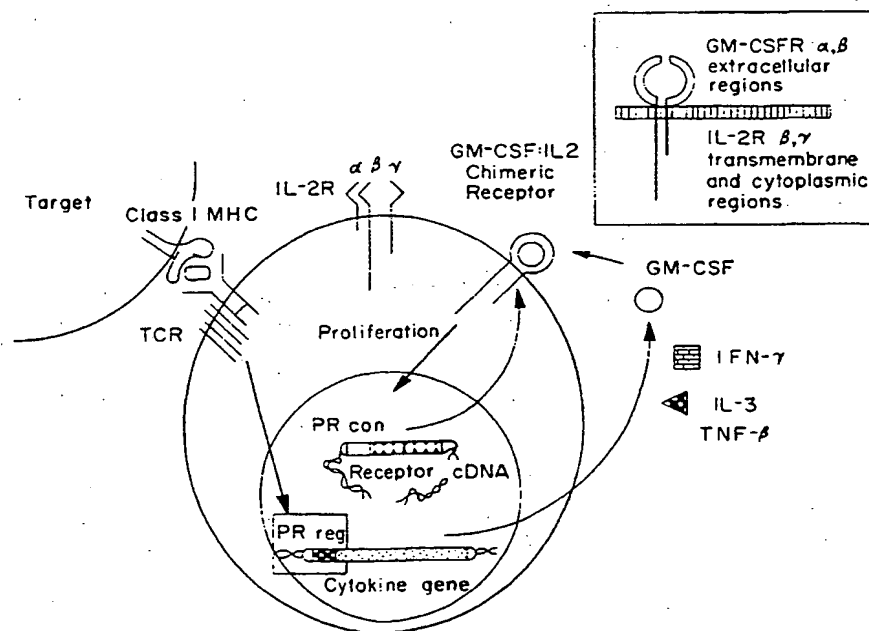 GM-CSFR α,β
extracellular
regions
IL-2R β,γ
transmembrane
and cytoplasmic
regions
GM-CSF:IL2
Chimeric
Receptor
α β γ
IL-2R
Target
Class I MHC
GM-CSF
TCR
Proliferation
IFN-γ
IL-3
TNF-β
PR con
Receptor cDNA
PR reg
Cytokine gene